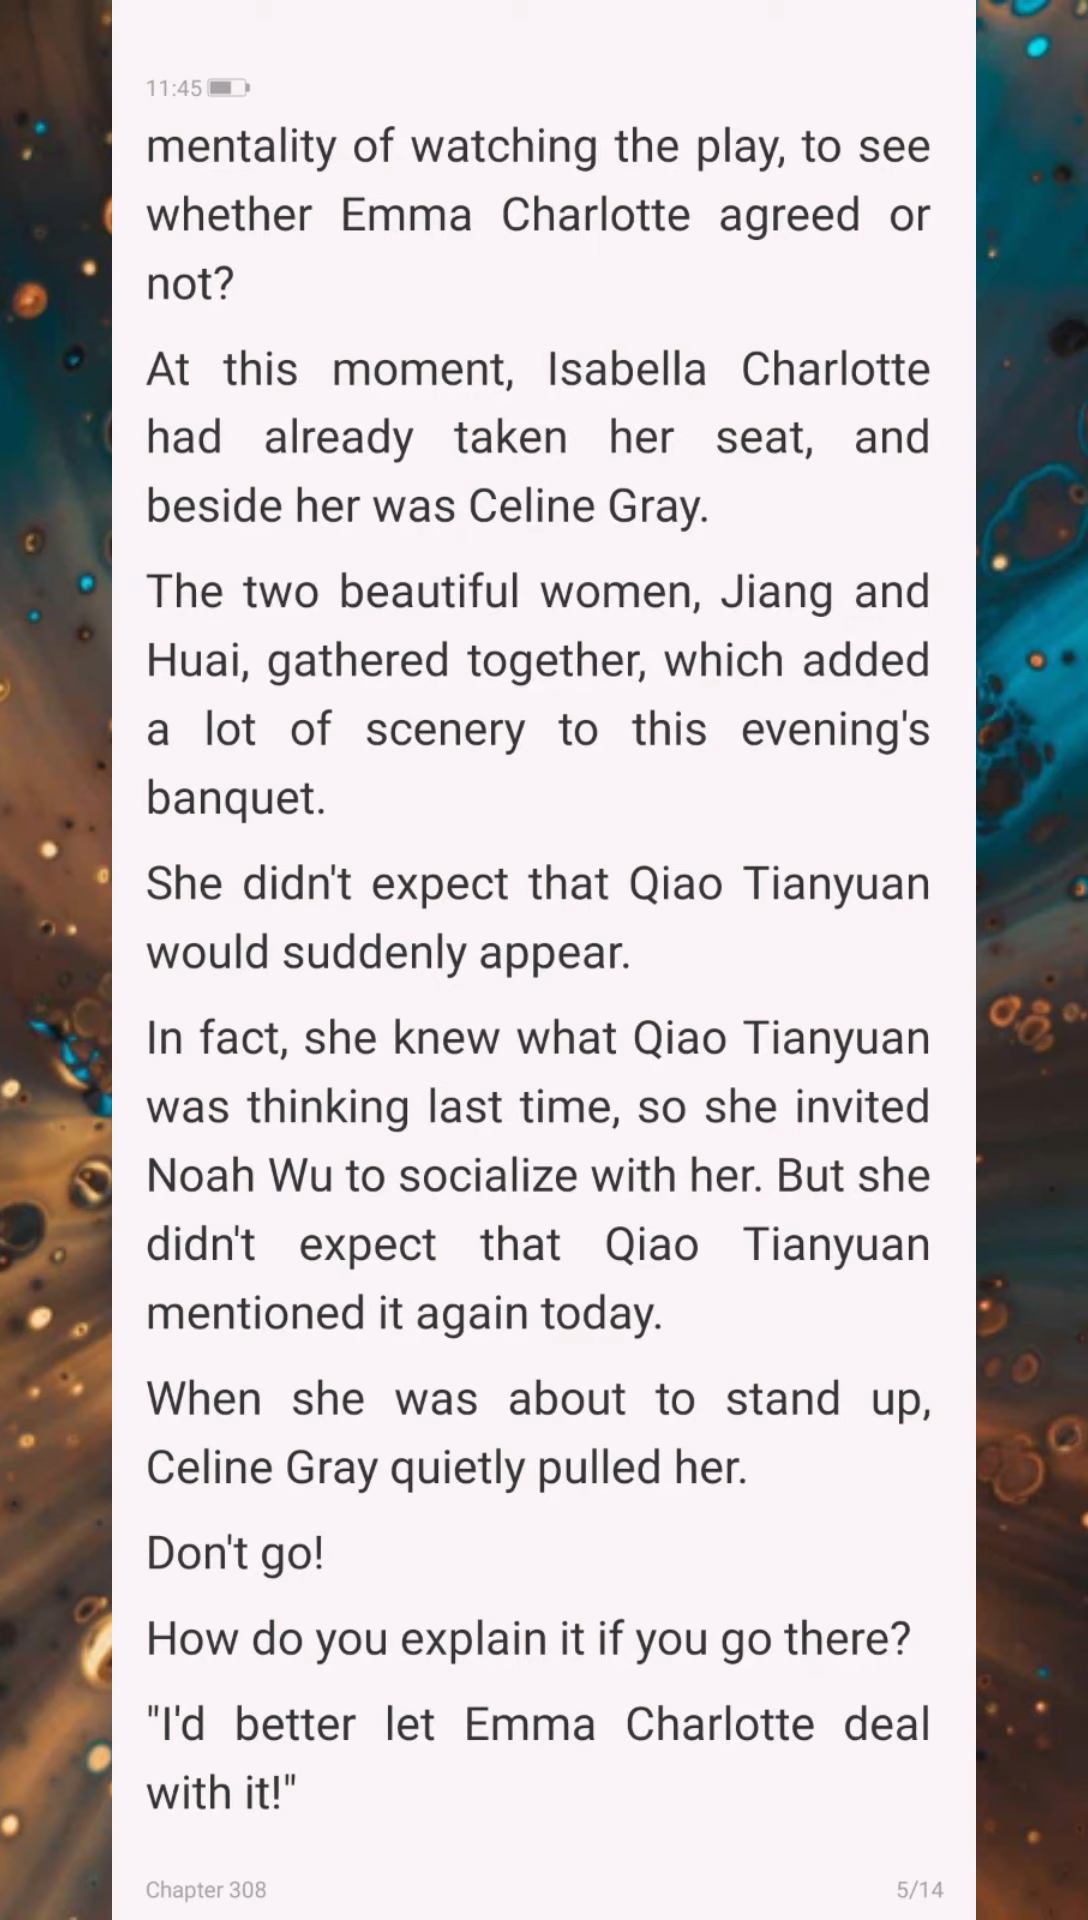 11:45
mentality of watching the play, to see
whether Emma Charlotte agreed or
not?
At this moment, Isabella Charlotte
had already taken her seat, and
beside her was Celine Gray.
The two beautiful women, Jiang and
Huai, gathered together, which added
a lot of scenery to this evening's
banquet.
She didn't expect that Qiao Tianyuan
would suddenly appear.
In fact, she knew what Qiao Tianyuan
was thinking last time, so she invited
Noah Wu to socialize with her. But she
didn't expect that Qiao Tianyuan
mentioned it again today.
When she was about to stand up,
Celine Gray quietly pulled her.
Don't go!
How do you explain it if you go there?
"I'd better let Emma Charlotte deal
with it!"
Chapter 308 5/14